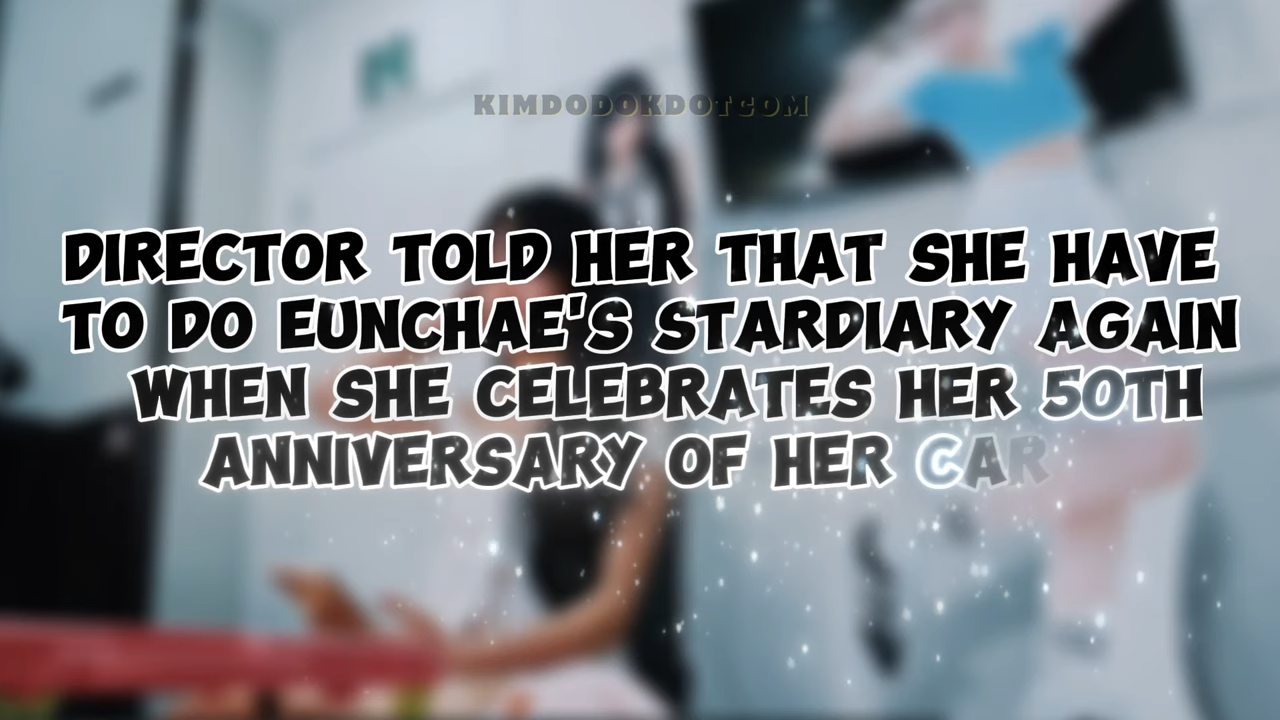 KIMDODOKDOTCOM
DIRECTOR TOLD HER THAT SHE HAVE
TO DO EUNCHAE'S STARDIARY AGAIN
WHEN SHE CELEBRATES HER 50TH
ANNIVERSARY OF HER CAR